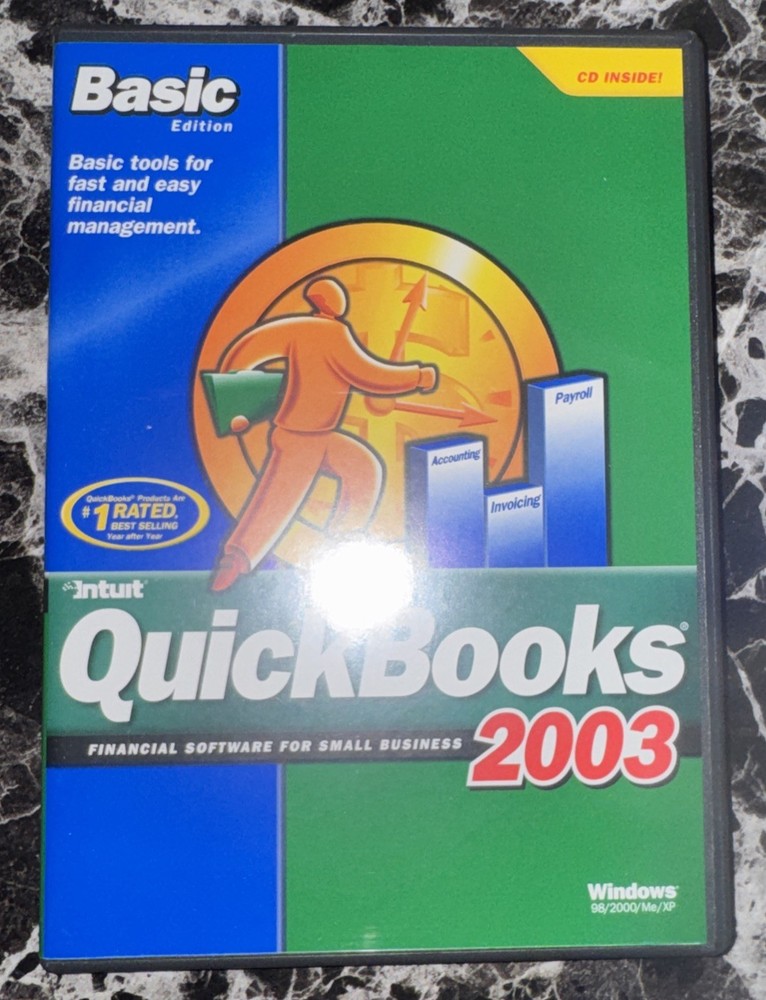 Basic
Edition
CD INSIDE!
Basic tools for
fast and easy
financial
management.
Payroll
Accounting
Invoicing
QuickBooks® Products Are
#1 RATED,
BEST SELLING
Year after Year
Intuit®
QuickBooks®
2003
FINANCIAL SOFTWARE FOR SMALL BUSINESS
Windows®
98/2000/Me/XP